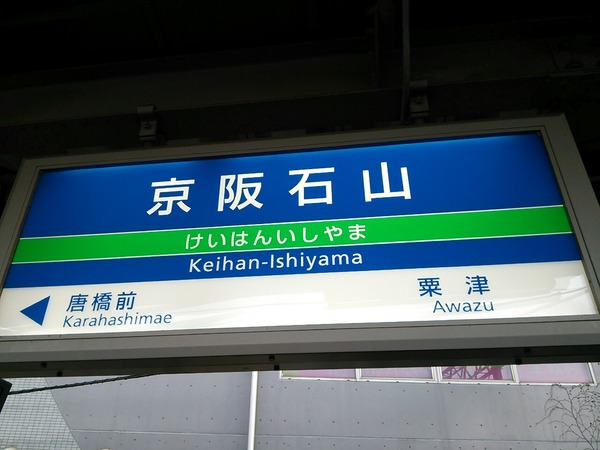 京阪石山
けいはんいしやま
Keihan-Ishiyama
唐橋前
Karahashimae
粟津
Awazu